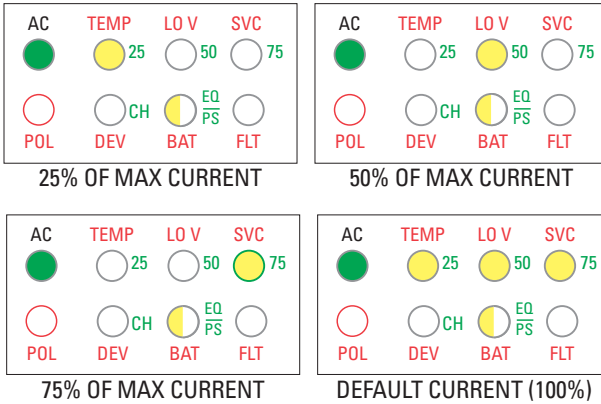 AC TEMP LO V SVC
25 50 75
CH EQ
PS
POL DEV BAT FLT
25% OF MAX CURRENT
AC TEMP LO V SVC
25 50 75
CH EQ
PS
POL DEV BAT FLT
50% OF MAX CURRENT
AC TEMP LO V SVC
25 50 75
CH EQ
PS
POL DEV BAT FLT
75% OF MAX CURRENT
AC TEMP LO V SVC
25 50 75
CH EQ
PS
POL DEV BAT FLT
DEFAULT CURRENT (100%)